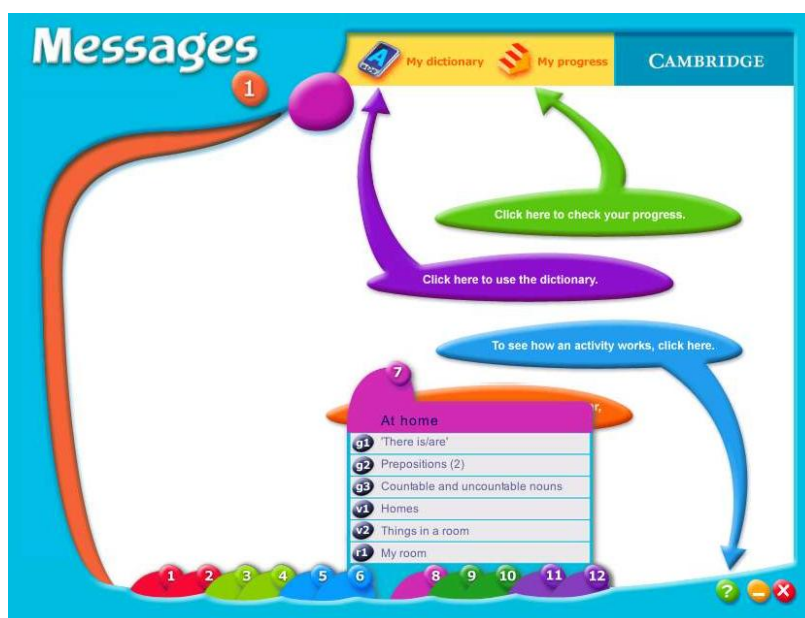 Messages
1
My dictionary
My progress
CAMBRIDGE
Click here to check your progress.
Click here to use the dictionary.
To see how an activity works, click here.
7
At home
g1 'There is/are'
g2 Prepositions (2)
g3 Countable and uncountable nouns
v1 Homes
v2 Things in a room
r1 My room
1 2 3 4 5 6 8 9 10 11 12
?